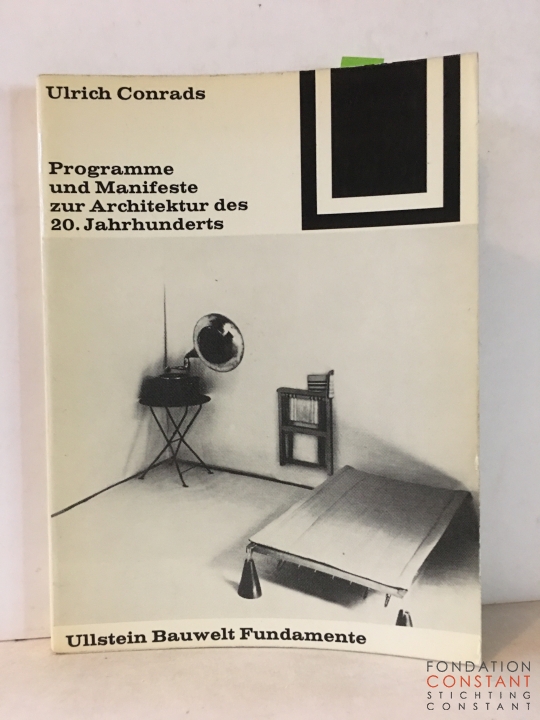 Ulrich Conrads
Programme
und Manifeste
zur Architektur des
20. Jahrhunderts
Ullstein Bauwelt Fundamente
FONDATION
CONSTANT
STICHTING
CONSTANT